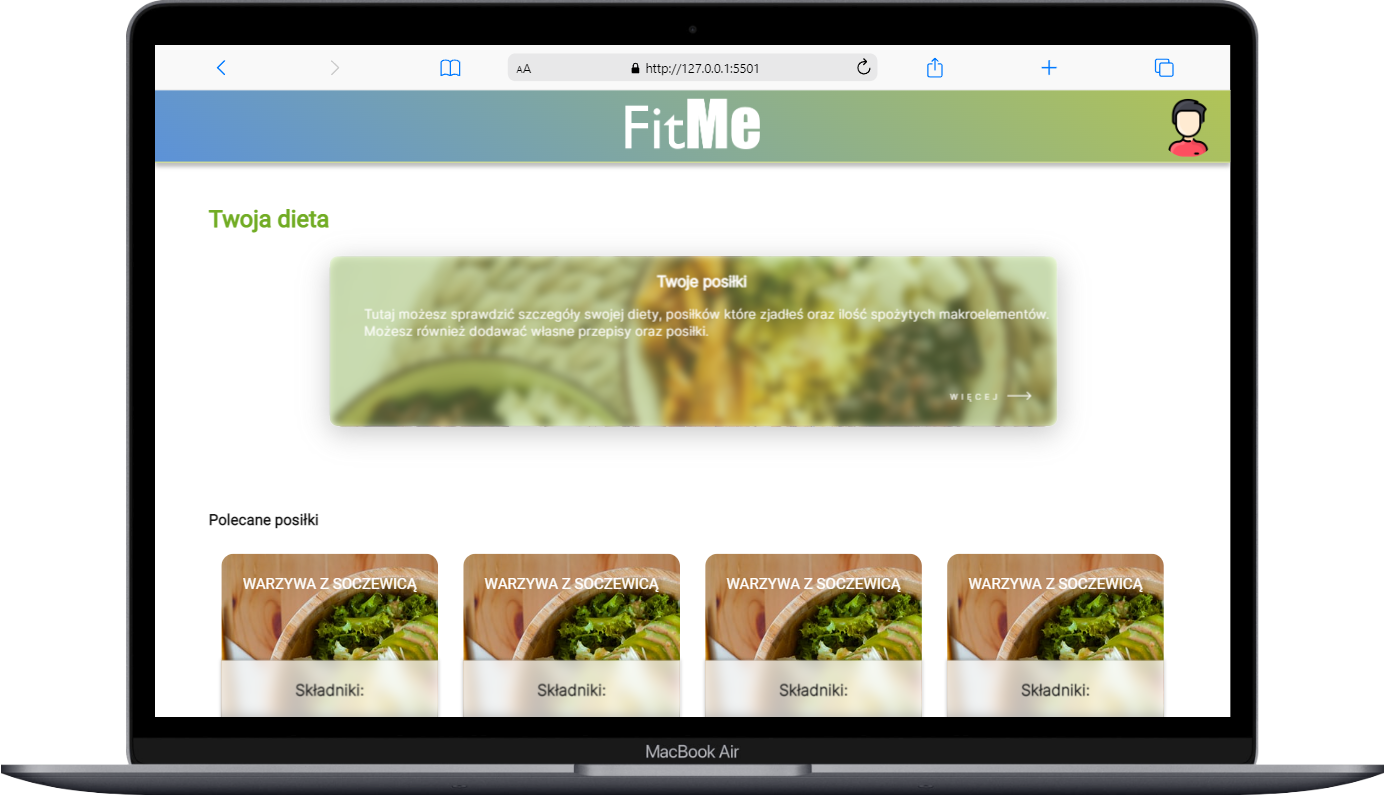 AA http://127.0.0.1:5501
FitMe
Twoja dieta
Twoje posiłki
Tutaj możesz sprawdzić szczegóły swojej diety, posiłków które zjadłeś oraz ilość spożytych makroelementów.
Możesz również dodawać własne przepisy oraz posiłki.
WIĘCEJ
Polecane posiłki
WARZYWA Z SOCZEWICĄ WARZYWA Z SOCZEWICĄ WARZYWA Z SOCZEWICĄ WARZYWA Z SOCZEWICĄ
Składniki: Składniki: Składniki: Składniki:
MacBook Air